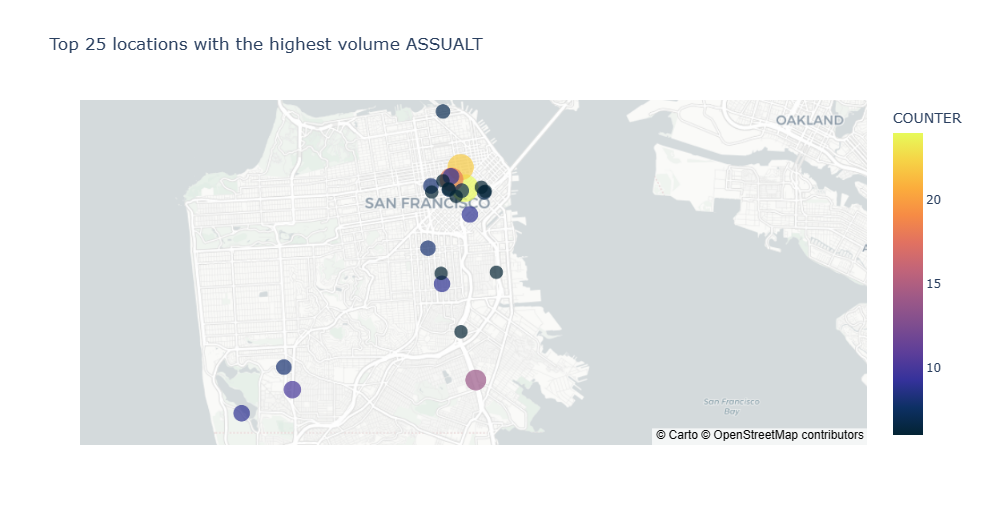 Top 25 locations with the highest volume ASSUALT
COUNTER
OAKLAND
20
SAN FRANCISCO
15
10
San Francisco
Bay
© Carto © OpenStreetMap contributors